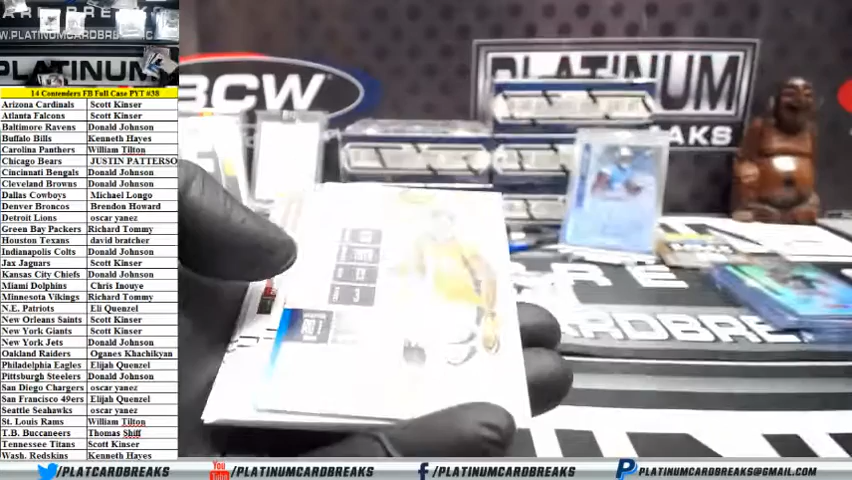 W.PLATINUMCARDBREAK
PLATINUM
14 Contenders FB Full Case PYT #38
Arizona Cardinals Scott Kinser
Atlanta Falcons Scott Kinser
Baltimore Ravens Donald Johnson
Buffalo Bills Kenneth Hayes
Carolina Panthers William Tilton
Chicago Bears JUSTIN PATTERSO
Cincinnati Bengals Donald Johnson
Cleveland Browns Donald Johnson
Dallas Cowboys Michael Longo
Denver Broncos Brendon Howard
Detroit Lions oscar yanez
Green Bay Packers Richard Tommy
Houston Texans david bratcher
Indianapolis Colts Donald Johnson
Jax Jaguars Scott Kinser
Kansas City Chiefs Donald Johnson
Miami Dolphins Chris Inouye
Minnesota Vikings Richard Tommy
N.E. Patriots Eli Quenzel
New Orleans Saints Scott Kinser
New York Giants Scott Kinser
New York Jets Donald Johnson
Oakland Raiders Oganes Khachikyan
Philadelphia Eagles Elijah Quenzel
Pittsburgh Steelers Donald Johnson
San Diego Chargers oscar yanez
San Francisco 49ers Elijah Quenzel
Seattle Seahawks oscar yanez
St. Louis Rams William Tilton
T.B. Buccaneers Thomas Shiff
Tennessee Titans Scott Kinser
Wash. Redskins Kenneth Hayes
BCW
PLATINUM
BREAKS
CARDBREAKS
/PLATCARDBREAKS
You
Tube
/PLATINUMCARDBREAKS
/PLATINUMCARDBREAKS
PLATINUMCARDBREAKS@GMAIL.COM